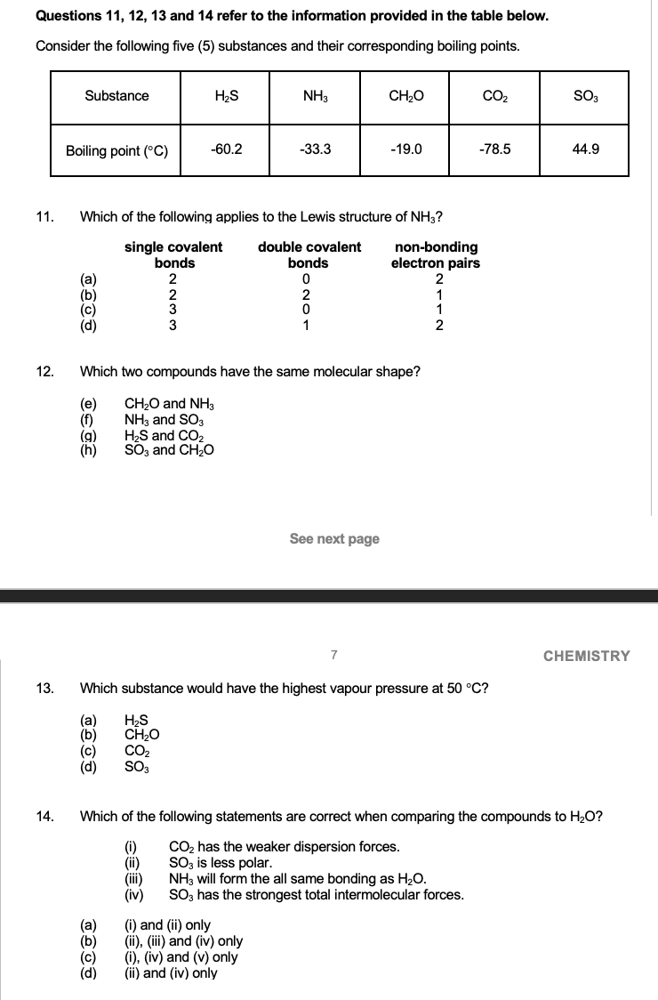 Questions 11, 12, 13 and 14 refer to the information provided in the table below.
Consider the following five (5) substances and their corresponding boiling points.
Substance H₂S NH₃ CH₂O CO₂ SO₃
Boiling point (°C) -60.2 -33.3 -19.0 -78.5 44.9
11. Which of the following applies to the Lewis structure of NH₃?
single covalent double covalent non-bonding
bonds bonds electron pairs
(a) 2 0 2
(b) 2 2 1
(c) 3 0 1
(d) 3 1 2
12. Which two compounds have the same molecular shape?
(e) CH₂O and NH₃
(f) NH₃ and SO₃
(g) H₂S and CO₂
(h) SO₃ and CH₂O
See next page
7 CHEMISTRY
13. Which substance would have the highest vapour pressure at 50 °C?
(a) H₂S
(b) CH₂O
(c) CO₂
(d) SO₃
14. Which of the following statements are correct when comparing the compounds to H₂O?
(i) CO₂ has the weaker dispersion forces.
(ii) SO₃ is less polar.
(iii) NH₃ will form the all same bonding as H₂O.
(iv) SO₃ has the strongest total intermolecular forces.
(a) (i) and (ii) only
(b) (ii), (iii) and (iv) only
(c) (i), (iv) and (v) only
(d) (ii) and (iv) only